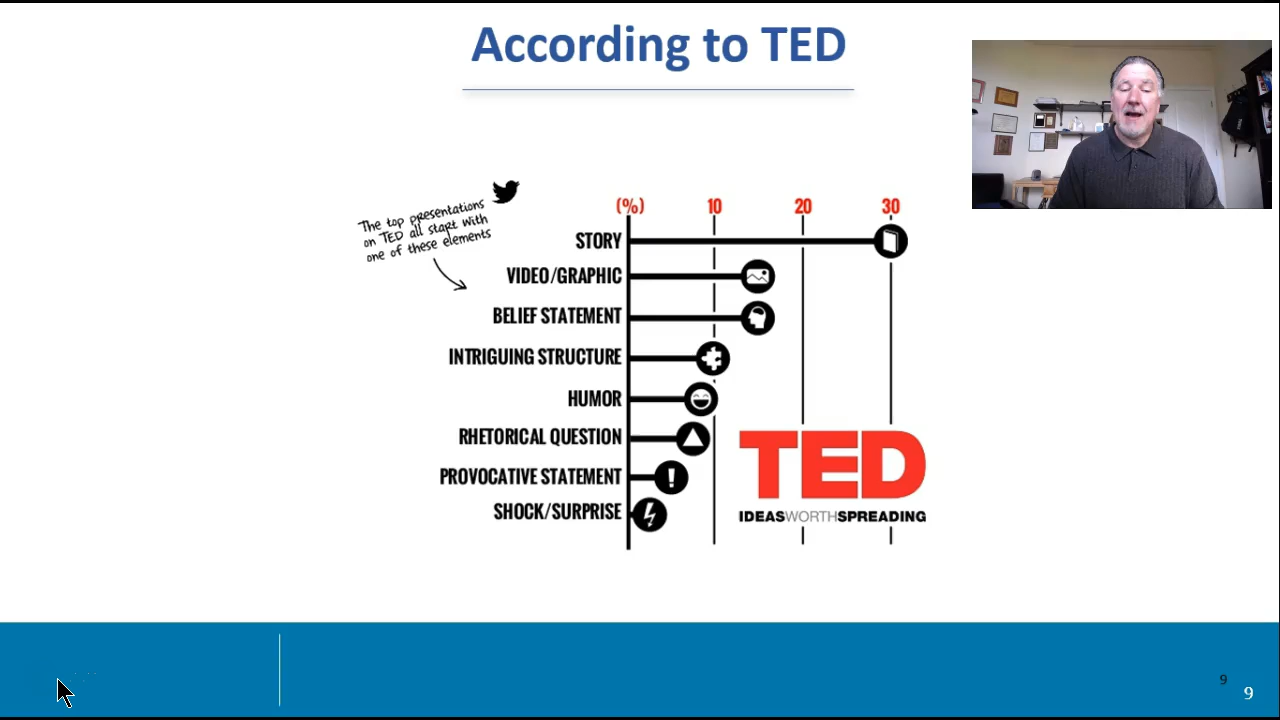 According to TED
The top presentations
on TED all start with
one of these elements
(%) 10 20 30
STORY
VIDEO/GRAPHIC
BELIEF STATEMENT
INTRIGUING STRUCTURE
HUMOR
RHETORICAL QUESTION
PROVOCATIVE STATEMENT
SHOCK/SURPRISE
TED
IDEASWORTHSPREADING
9
9